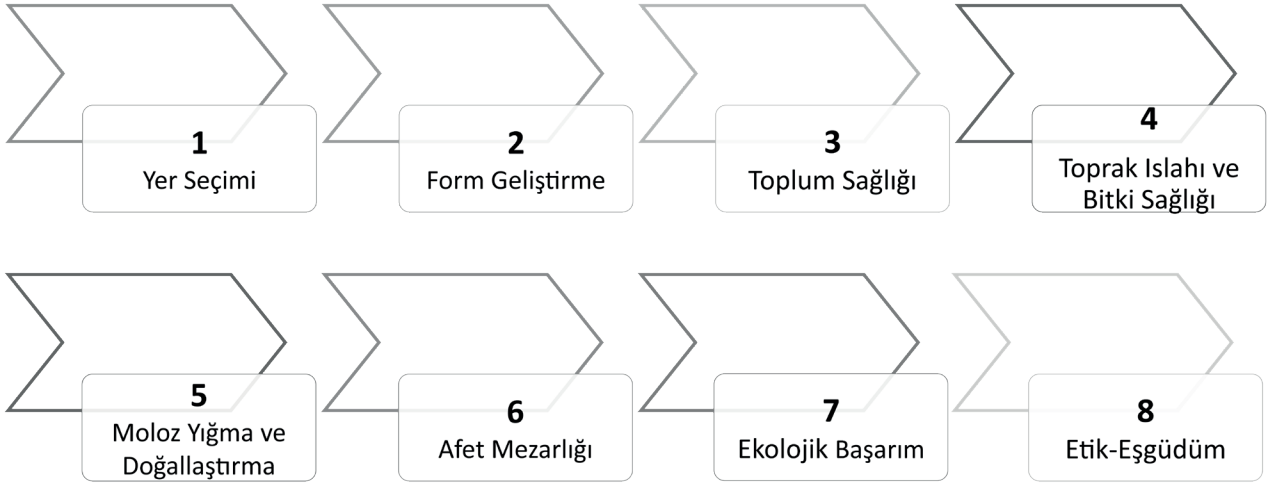 1
Yer Seçimi
2
Form Geliştirme
3
Toplum Sağlığı
4
Toprak Islahı ve
Bitki Sağlığı
5
Moloz Yığma ve
Doğallaştırma
6
Afet Mezarlığı
7
Ekolojik Başarım
8
Etik-Eşgüdüm